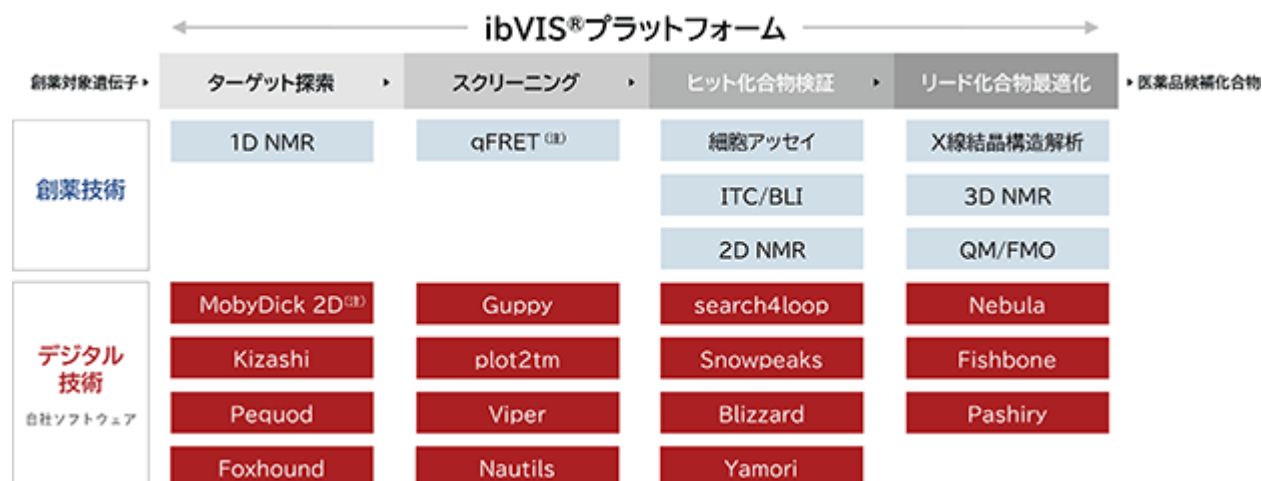 ibVIS®プラットフォーム
創薬対象遺伝子 ターゲット探索 スクリーニング ヒット化合物検証 リード化合物最適化 医薬品候補化合物
創薬技術
1D NMR qFRET(注) 細胞アッセイ X線結晶構造解析
ITC/BLI 3D NMR
2D NMR QM/FMO
デジタル
技術
自社ソフトウェア
MobyDick 2D(注) Guppy search4loop Nebula
Kizashi plot2tm Snowpeaks Fishbone
Pequod Viper Blizzard Pashiry
Foxhound Nautils Yamori